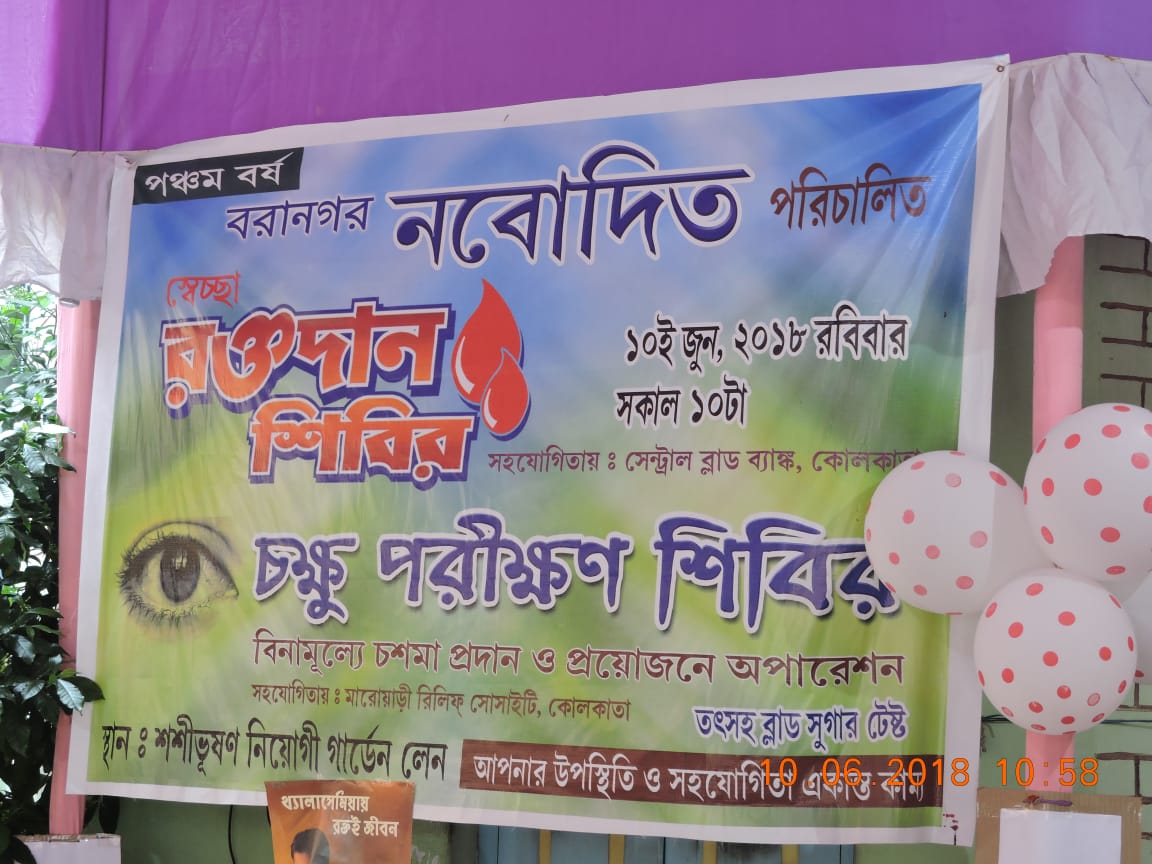 পঞ্চম বর্ষ
বরানগর নবোদিত পরিচালিত
স্বেচ্ছা
রক্তদান
শিবির
১০ই জুন, ২০১৮ রবিবার
সকাল ১০টা
সহযোগিতায় : সেন্ট্রাল ব্লাড ব্যাঙ্ক, কোলকাতা
চক্ষু পরীক্ষণ শিবির
বিনামূল্যে চশমা প্রদান ও প্রয়োজনে অপারেশন
সহযোগিতায় : মারোয়াড়ী রিলিফ্ সোসাইটি, কোলকাতা
তৎসহ ব্লাড সুগার টেষ্ট
স্থান : শশীভূষণ নিয়োগী গার্ডেন লেন
আপনার উপস্থিতি ও সহযোগিতা একান্ত কাম্য
10 06 2018 10:58
থ্যালাসেমিয়ায়
রক্তই জীবন